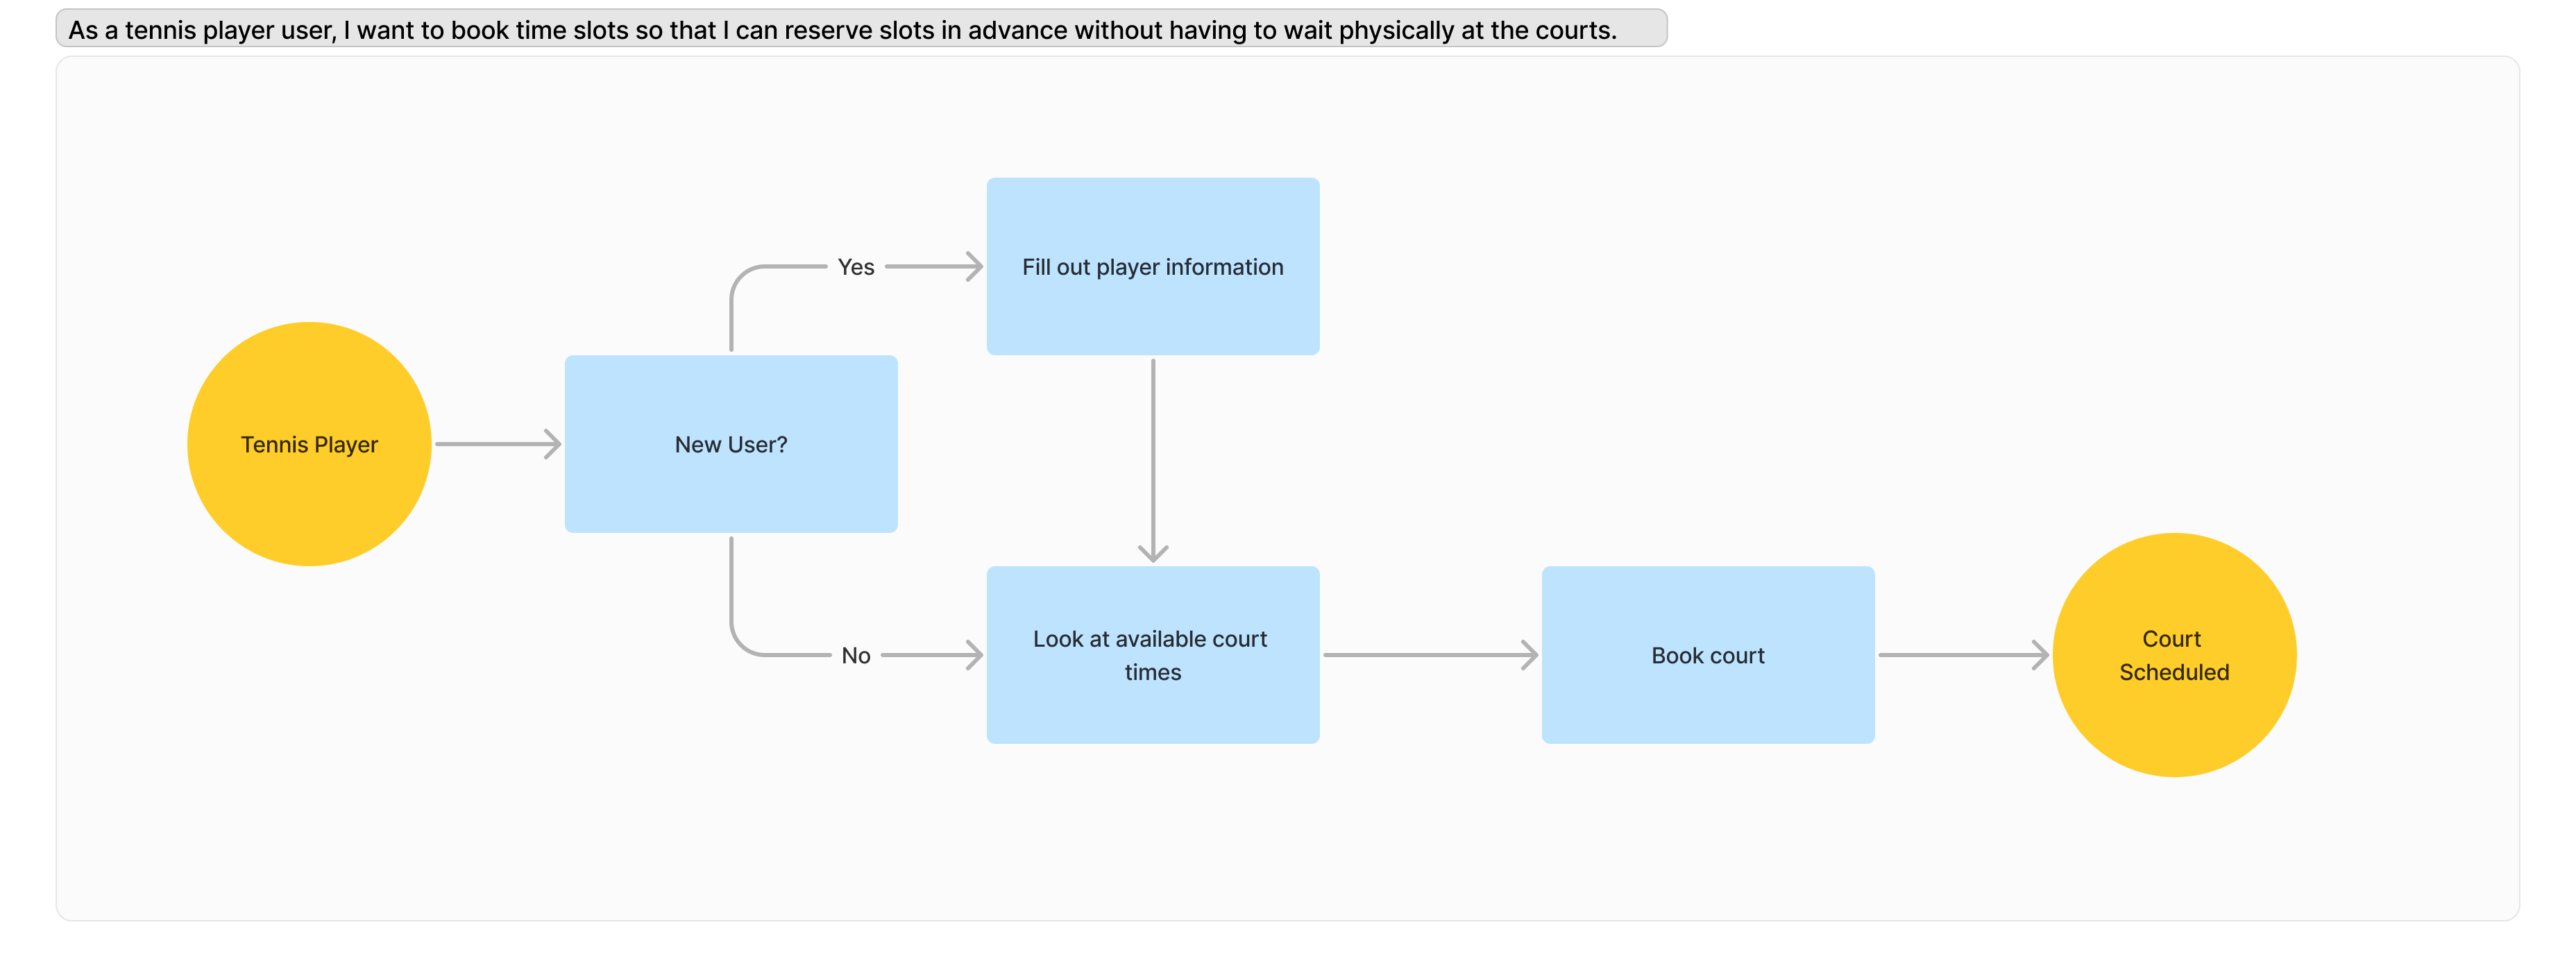 As a tennis player user, I want to book time slots so that I can reserve slots in advance without having to wait physically at the courts.
Yes
Fill out player information
Tennis Player
New User?
No
Look at available court
times
Book court
Court
Scheduled